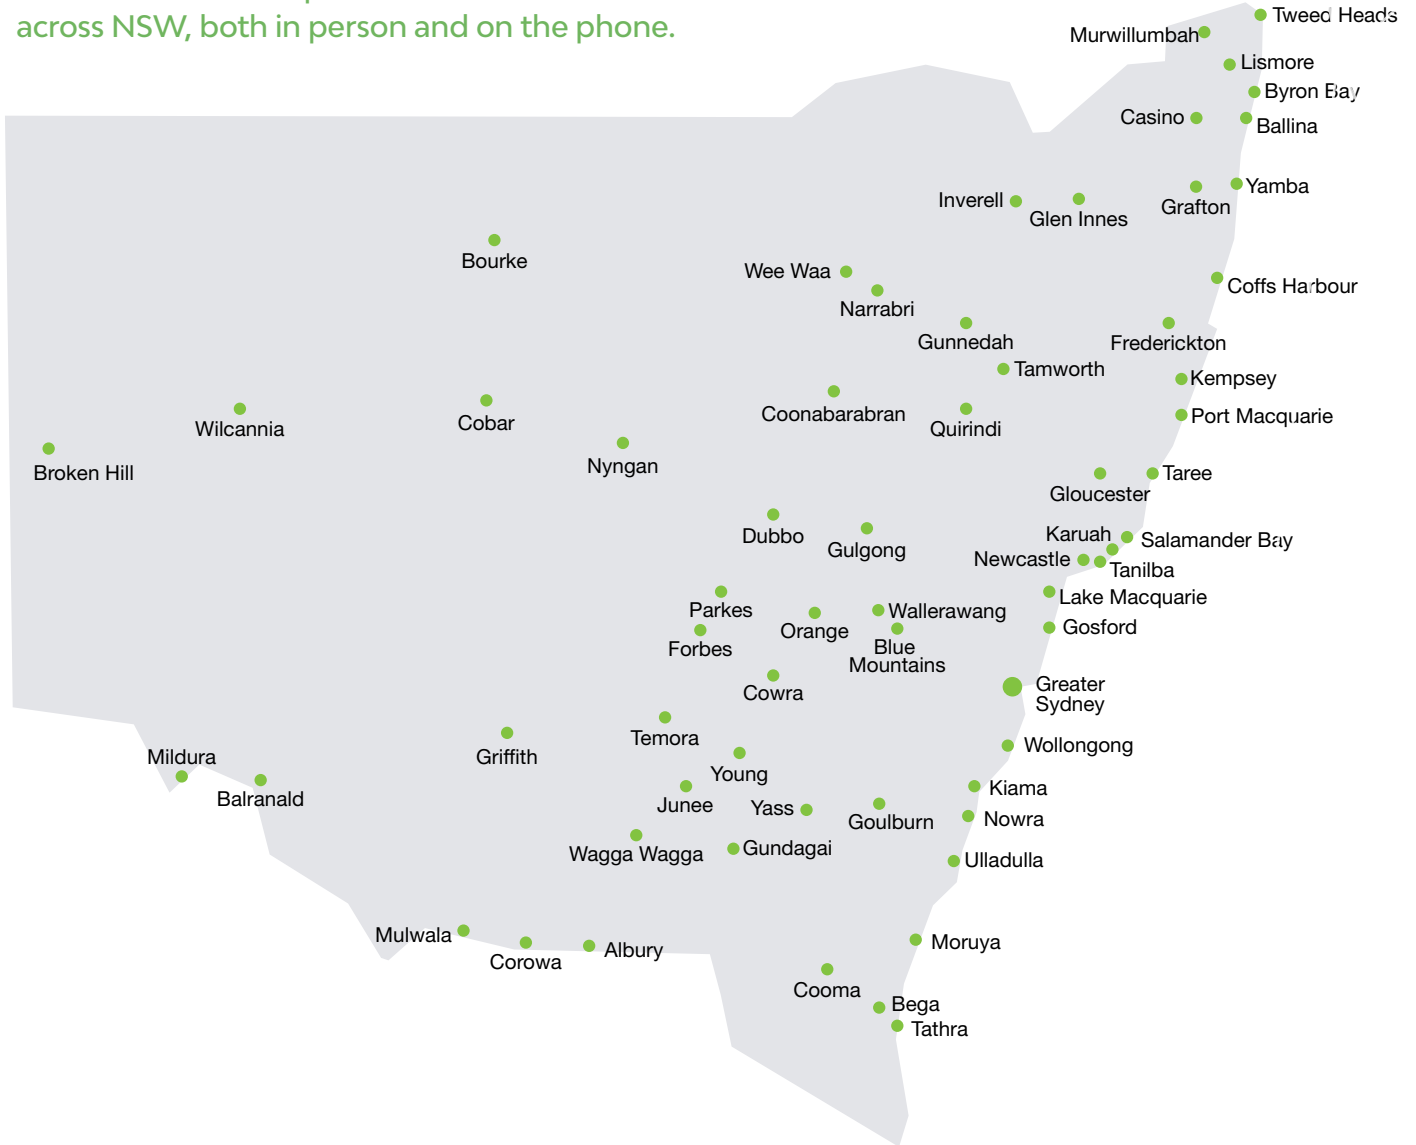 across NSW, both in person and on the phone.
Tweed Heads
Murwillumbah
Lismore
Byron Bay
Casino
Ballina
Yamba
Inverell
Glen Innes
Grafton
Bourke
Wee Waa
Narrabri
Coffs Harbour
Gunnedah
Frederickton
Tamworth
Kempsey
Coonabarabran
Quirindi
Port Macquarie
Wilcannia
Cobar
Nyngan
Broken Hill
Taree
Gloucester
Dubbo
Gulgong
Karuah
Salamander Bay
Newcastle
Tanilba
Lake Macquarie
Parkes
Orange
Wallerawang
Gosford
Forbes
Blue
Mountains
Cowra
Greater
Sydney
Temora
Griffith
Wollongong
Mildura
Balranald
Young
Junee
Yass
Goulburn
Kiama
Nowra
Wagga Wagga
Gundagai
Ulladulla
Mulwala
Corowa
Albury
Moruya
Cooma
Bega
Tathra